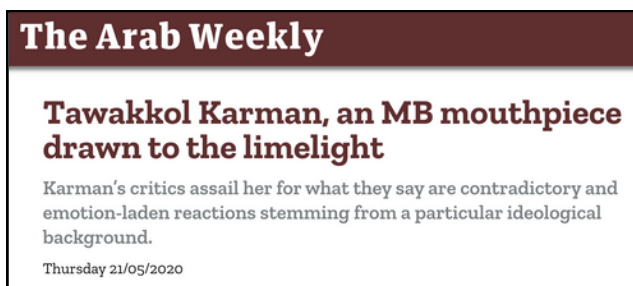 The Arab Weekly
Tawakkol Karman, an MB mouthpiece
drawn to the limelight
Karman's critics assail her for what they say are contradictory and
emotion-laden reactions stemming from a particular ideological
background.
Thursday 21/05/2020